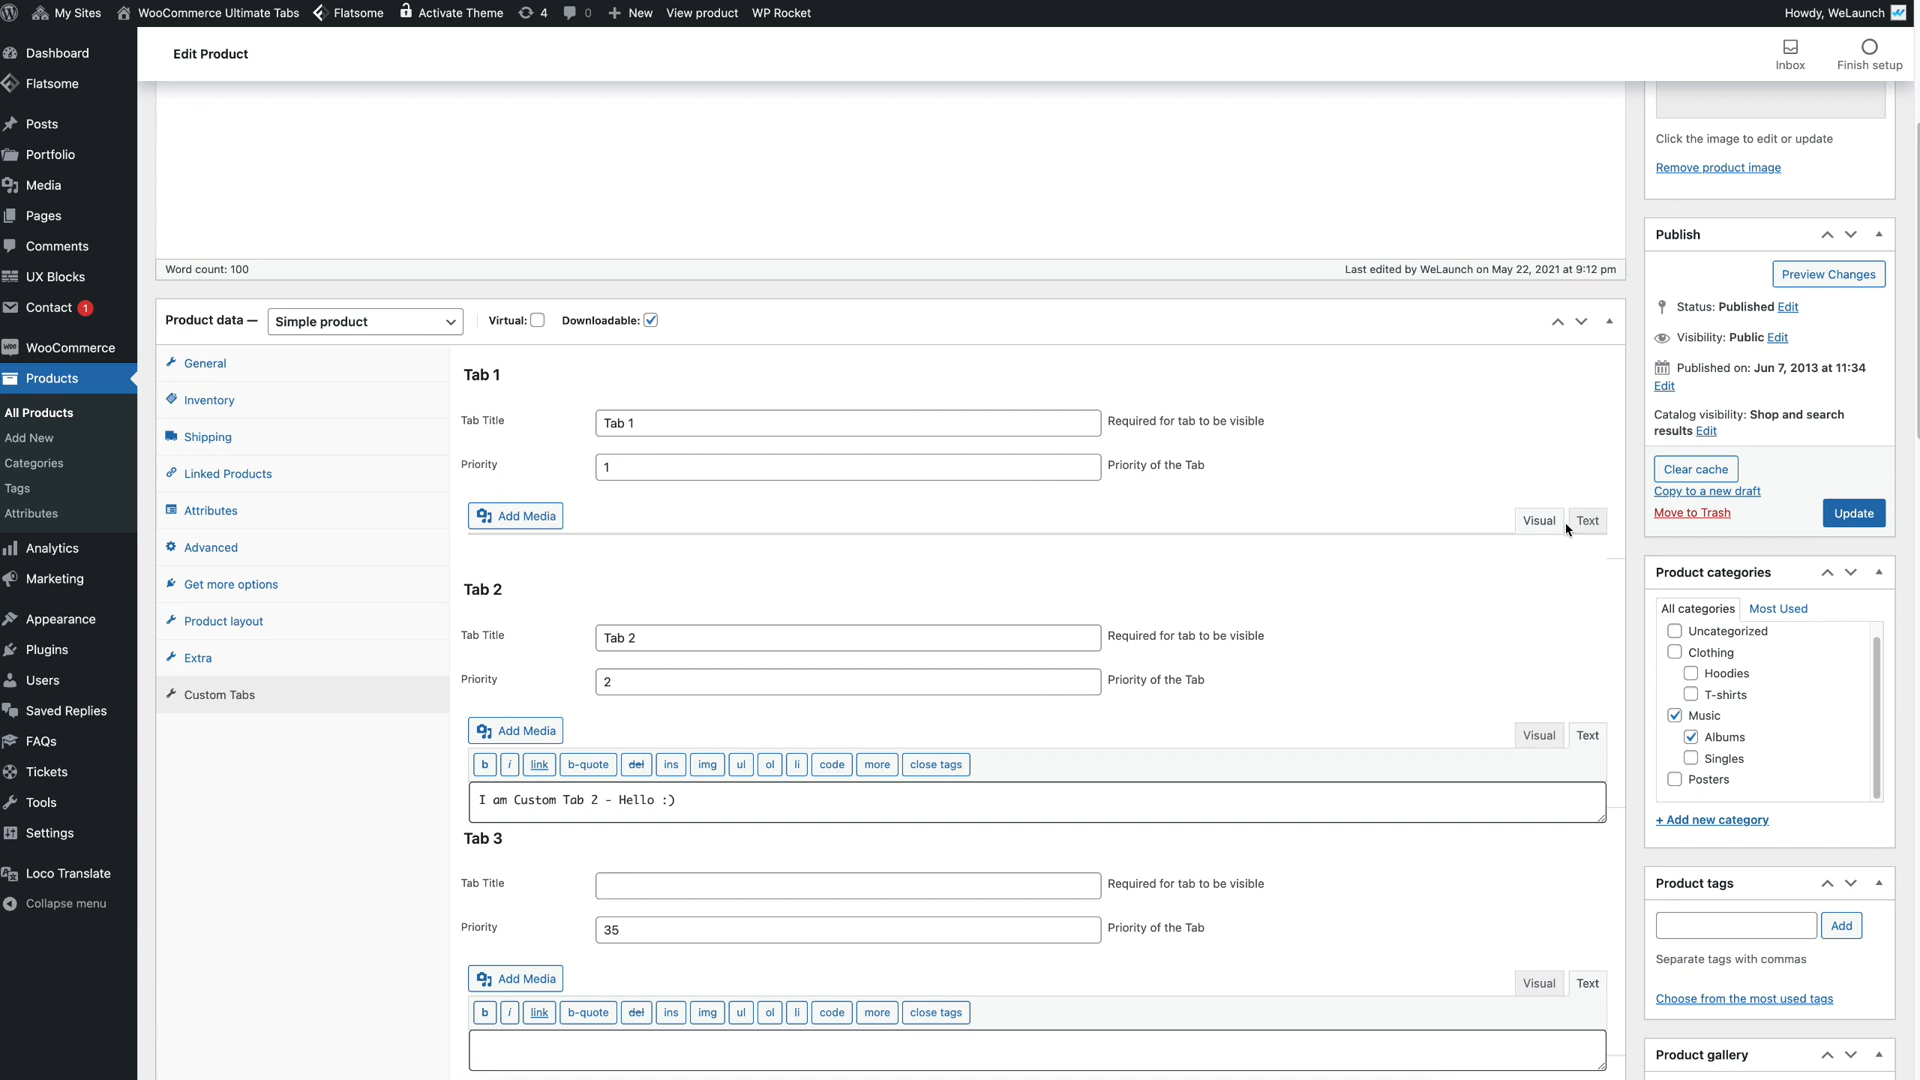 My Sites
WooCommerce Ultimate Tabs
Flatsome
Activate Theme
4
0
New
View product
WP Rocket
Howdy, WeLaunch
Edit Product
Inbox
Finish setup
Dashboard
Flatsome
Posts
Portfolio
Media
Pages
Comments
UX Blocks
Contact 1
WooCommerce
Products
All Products
Add New
Categories
Tags
Attributes
Analytics
Marketing
Appearance
Plugins
Users
Saved Replies
FAQs
Tickets
Tools
Settings
Loco Translate
Collapse menu
Word count: 100
Last edited by WeLaunch on May 22, 2021 at 9:12 pm
Product data — Simple product Virtual: Downloadable:
General
Inventory
Shipping
Linked Products
Attributes
Advanced
Get more options
Product layout
Extra
Custom Tabs
Tab 1
Tab Title Tab 1 Required for tab to be visible
Priority 1 Priority of the Tab
Add Media Visual Text
Tab 2
Tab Title Tab 2 Required for tab to be visible
Priority 2 Priority of the Tab
Add Media Visual Text
b i link b-quote del ins img ul ol li code more close tags
I am Custom Tab 2 - Hello :)
Tab 3
Tab Title Required for tab to be visible
Priority 35 Priority of the Tab
Add Media Visual Text
b i link b-quote del ins img ul ol li code more close tags
Click the image to edit or update
Remove product image
Publish
Preview Changes
Status: Published Edit
Visibility: Public Edit
Published on: Jun 7, 2013 at 11:34
Edit
Catalog visibility: Shop and search
results Edit
Clear cache
Copy to a new draft
Move to Trash Update
Product categories
All categories Most Used
Uncategorized
Clothing
Hoodies
T-shirts
Music
Albums
Singles
Posters
+ Add new category
Product tags
Add
Separate tags with commas
Choose from the most used tags
Product gallery